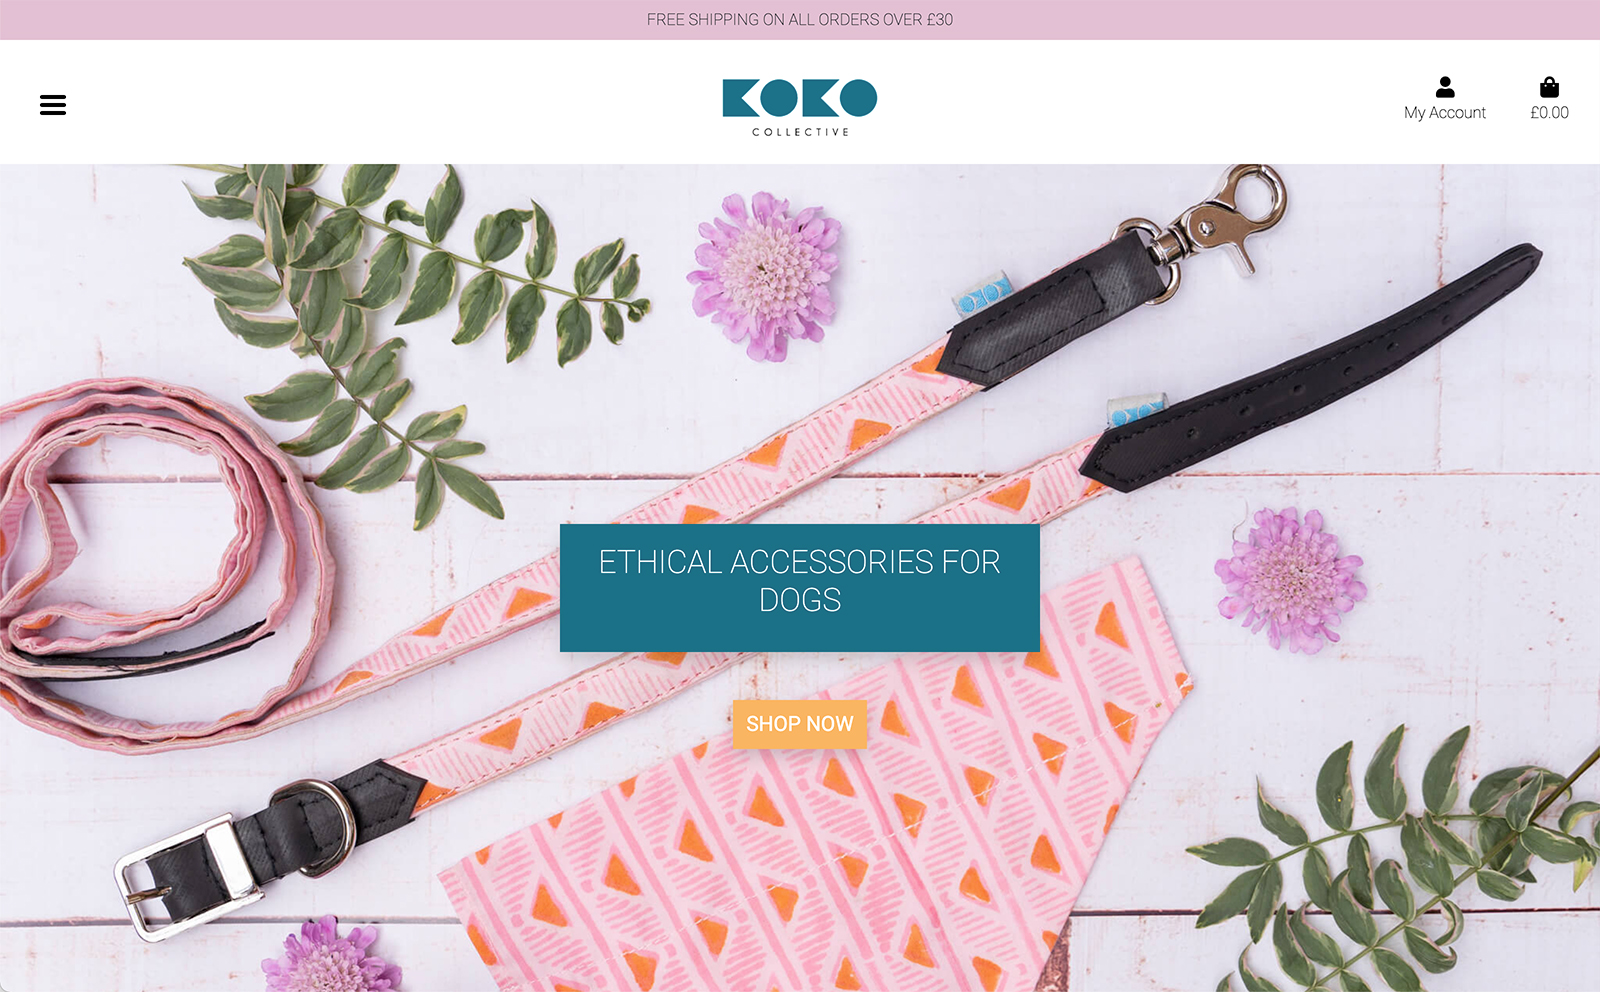 FREE SHIPPING ON ALL ORDERS OVER £30
KOKO
COLLECTIVE
My Account
£0.00
ETHICAL ACCESSORIES FOR
DOGS
SHOP NOW